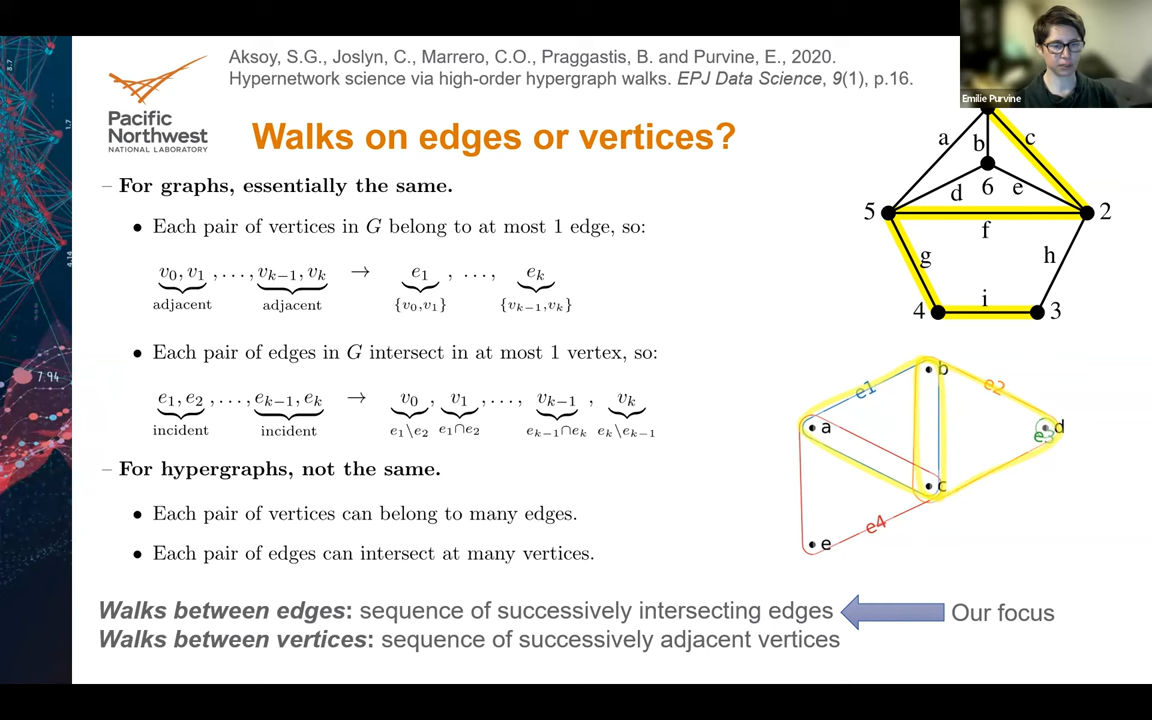 Aksoy, S.G., Joslyn, C., Marrero, C.O., Praggastis, B. and Purvine, E., 2020.
Hypernetwork science via high-order hypergraph walks. EPJ Data Science, 9(1), p.16.
Emilie Purvine
Pacific
Northwest
NATIONAL LABORATORY
Walks on edges or vertices?
– For graphs, essentially the same.
• Each pair of vertices in G belong to at most 1 edge, so:
v₀, v₁ , . . . , vₖ₋₁, vₖ → e₁ , . . . , eₖ
adjacent adjacent {v₀,v₁} {vₖ₋₁,vₖ}
• Each pair of edges in G intersect in at most 1 vertex, so:
e₁, e₂ , . . . , eₖ₋₁, eₖ → v₀ , v₁ , . . . , vₖ₋₁ , vₖ
incident incident e₁\e₂ e₁∩e₂ eₖ₋₁∩eₖ eₖ\eₖ₋₁
– For hypergraphs, not the same.
• Each pair of vertices can belong to many edges.
• Each pair of edges can intersect at many vertices.
Walks between edges: sequence of successively intersecting edges
Our focus
Walks between vertices: sequence of successively adjacent vertices
a b c
d 6 e
5 2
f
g h
i
4 3
b
e1 e2
a d
e3
c
e4
e
7.94